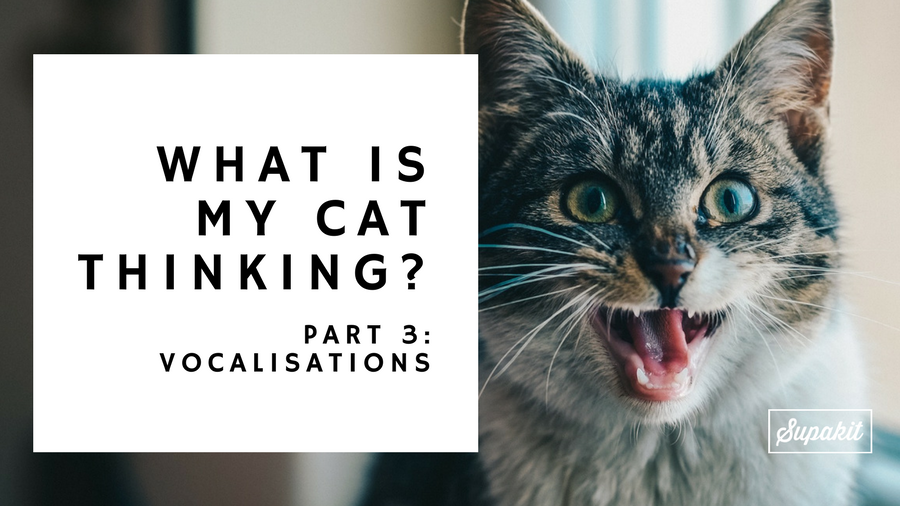 WHAT IS
MY CAT
THINKING?
PART 3:
VOCALISATIONS
Supakit